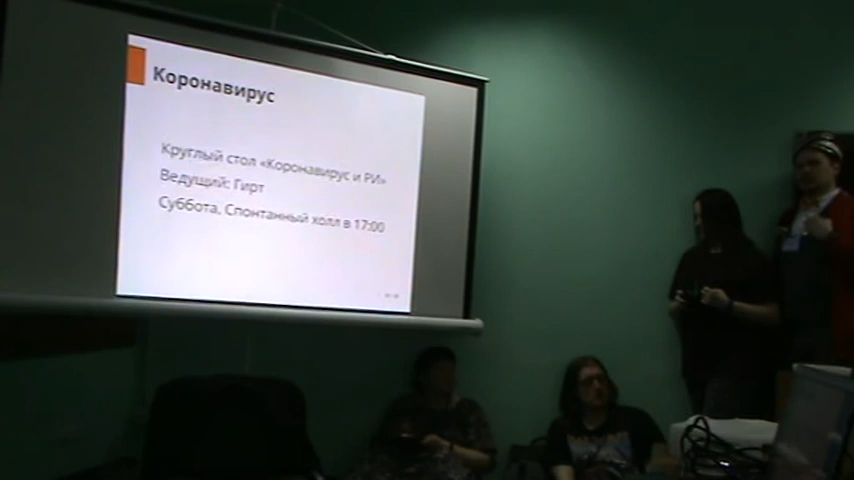 Коронавирус
Круглый стол «Коронавирус и РИ»
Ведущий: Гирт
Суббота, Спонтанный холл в 17:00